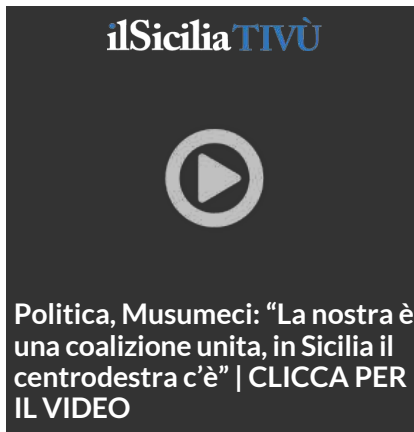 ilSicilia TIVÙ
Politica, Musumeci: “La nostra è
una coalizione unita, in Sicilia il
centrodestra c’è” | CLICCA PER
IL VIDEO